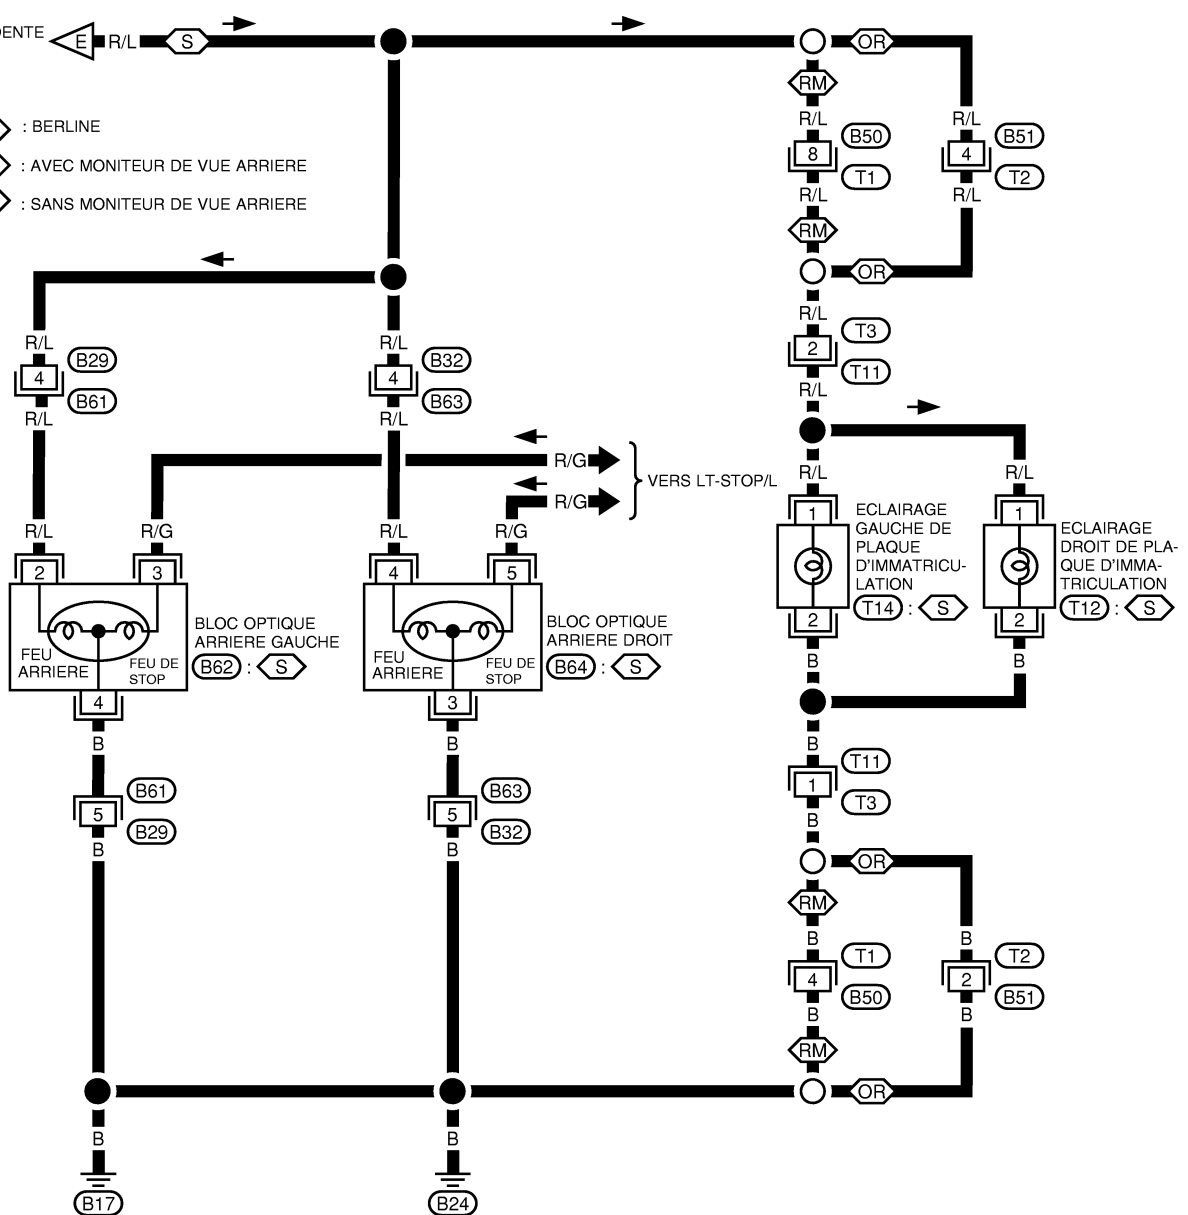 DENTE
E R/L S OR
RM
: BERLINE
R/L R/L
B50 B51
8 4
: AVEC MONITEUR DE VUE ARRIERE
T1 T2
R/L R/L
: SANS MONITEUR DE VUE ARRIERE
RM
OR
R/L
T3
R/L R/L
2
B29 B32
4 4
T11
R/L
B61 B63
R/L R/L
R/G
R/G
VERS LT-STOP/L
R/L R/L
1 1
ECLAIRAGE
GAUCHE DE
PLAQUE
D'IMMATRICU-
LATION
T14 : S
ECLAIRAGE
DROIT DE PLA-
QUE D'IMMA-
TRICULATION
T12 : S
R/L R/G R/L R/G
2 3 4 5
2 2
BLOC OPTIQUE
ARRIERE GAUCHE
B62 : S
BLOC OPTIQUE
ARRIERE DROIT
B64 : S
FEU
ARRIERE
FEU DE
STOP
FEU
ARRIERE
FEU DE
STOP
B B
4 3
B B
B
T11
1
B61 B63
5 5
T3
B29 B32
B B
B
OR
RM
B B
T1 T2
4 2
B50 B51
B B
RM
OR
B B
B17 B24